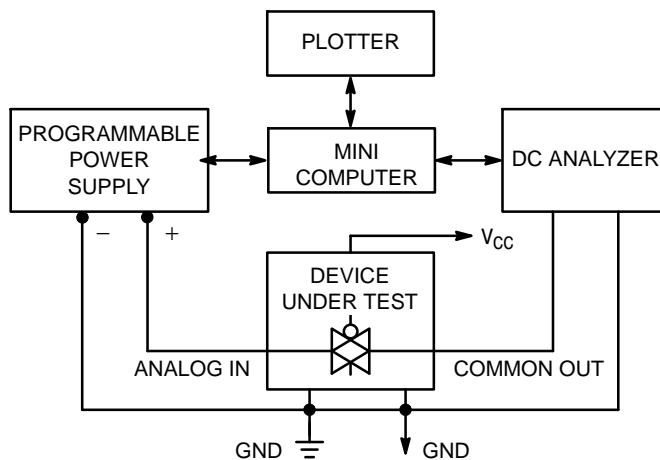 PLOTTER
PROGRAMMABLE
POWER
SUPPLY
MINI
COMPUTER
DC ANALYZER
− +
VCC
DEVICE
UNDER TEST
ANALOG IN
COMMON OUT
GND
GND